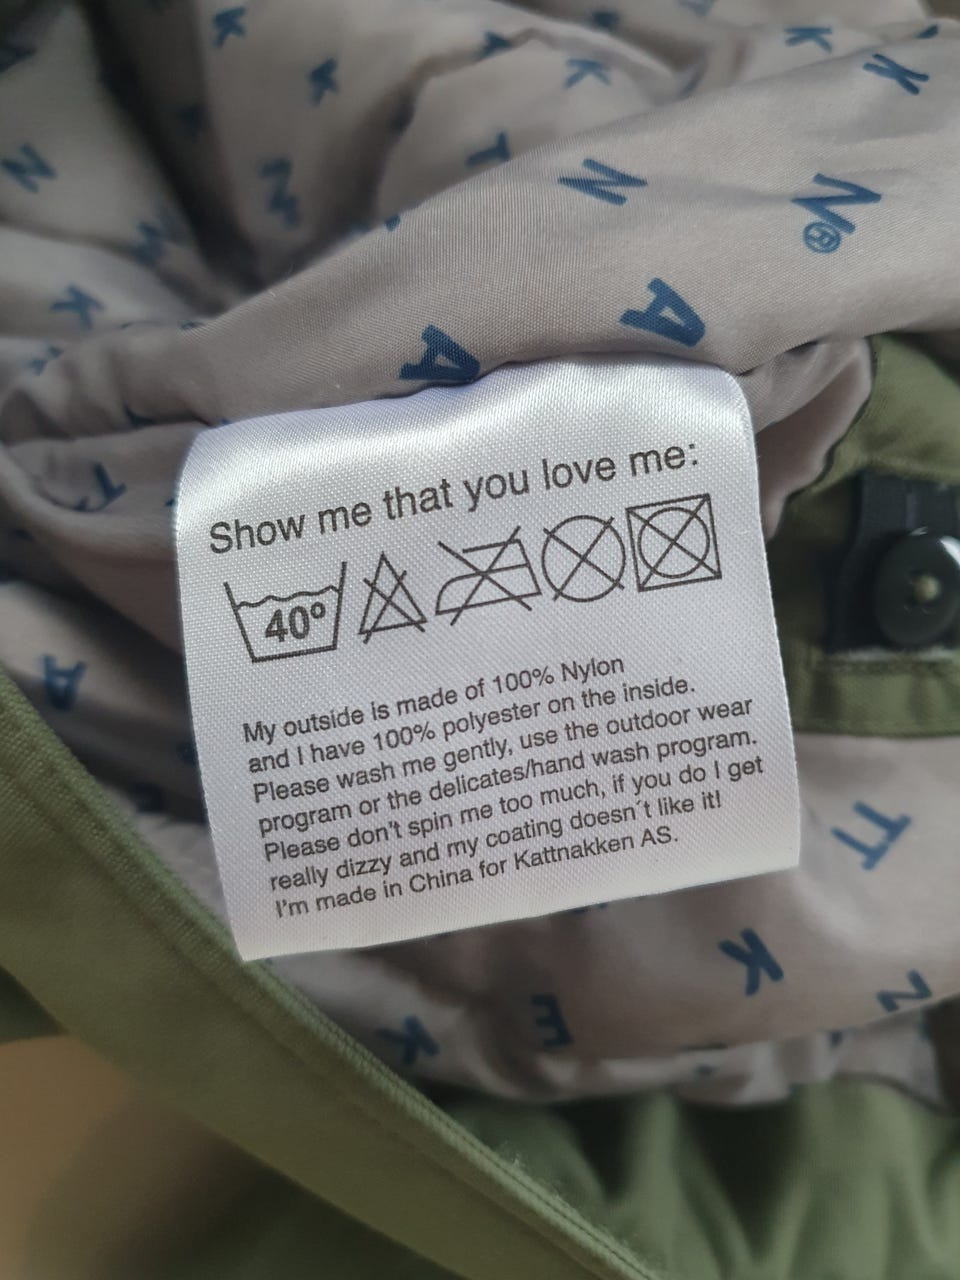 Show me that you love me:
40°
My outside is made of 100% Nylon
and I have 100% polyester on the inside.
Please wash me gently, use the outdoor wear
program or the delicates/hand wash program.
Please don't spin me too much, if you do I get
really dizzy and my coating doesn´t like it!
I'm made in China for Kattnakken AS.
K
K
K
K
N
T
N
N®
N®
K
A
A
T
A
T
K
N
E
K